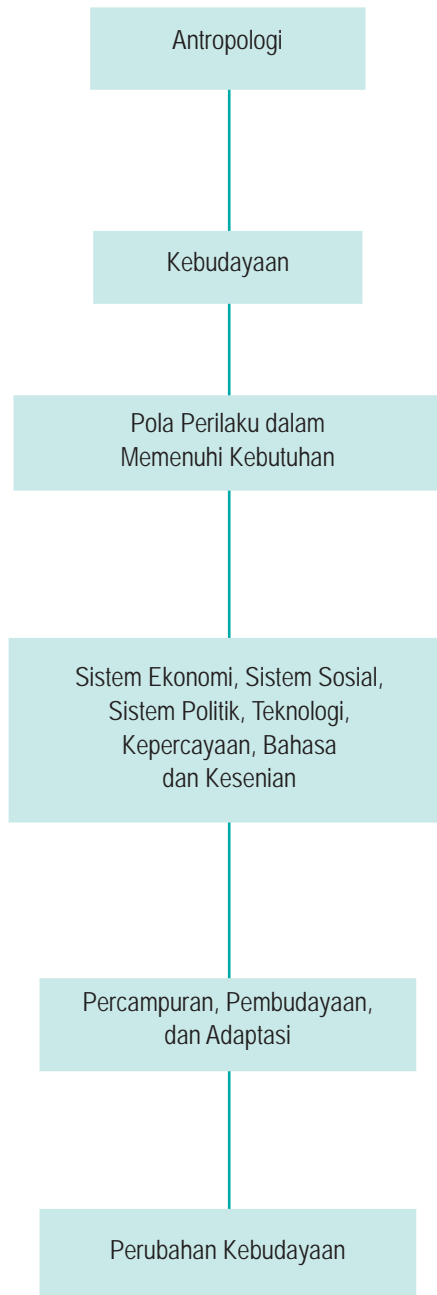 Antropologi
Kebudayaan
Pola Perilaku dalam
Memenuhi Kebutuhan
Sistem Ekonomi, Sistem Sosial,
Sistem Politik, Teknologi,
Kepercayaan, Bahasa
dan Kesenian
Percampuran, Pembudayaan,
dan Adaptasi
Perubahan Kebudayaan